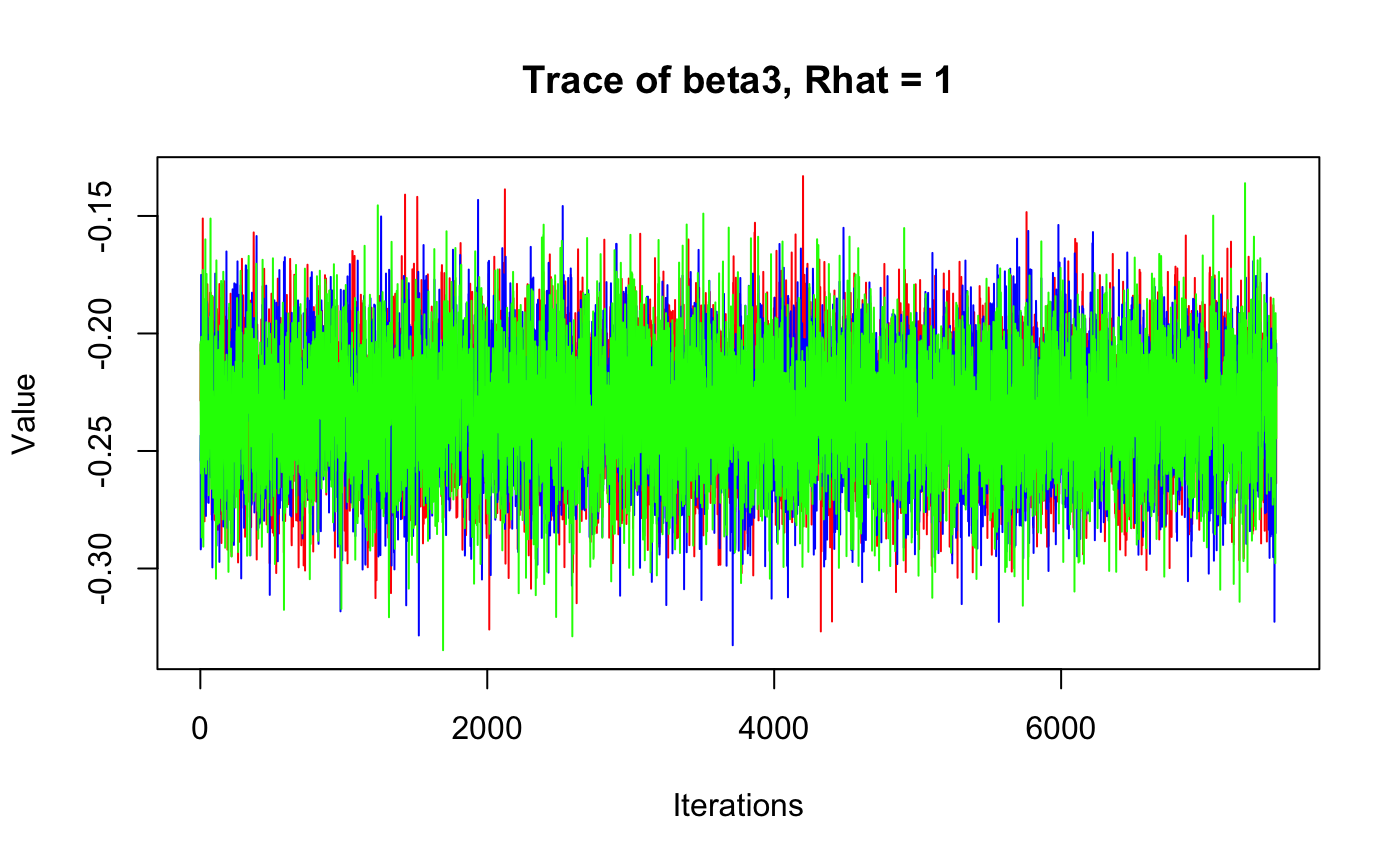 Trace of beta3, Rhat = 1
Value
-0.15
-0.20
-0.25
-0.30
0 2000 4000 6000
Iterations